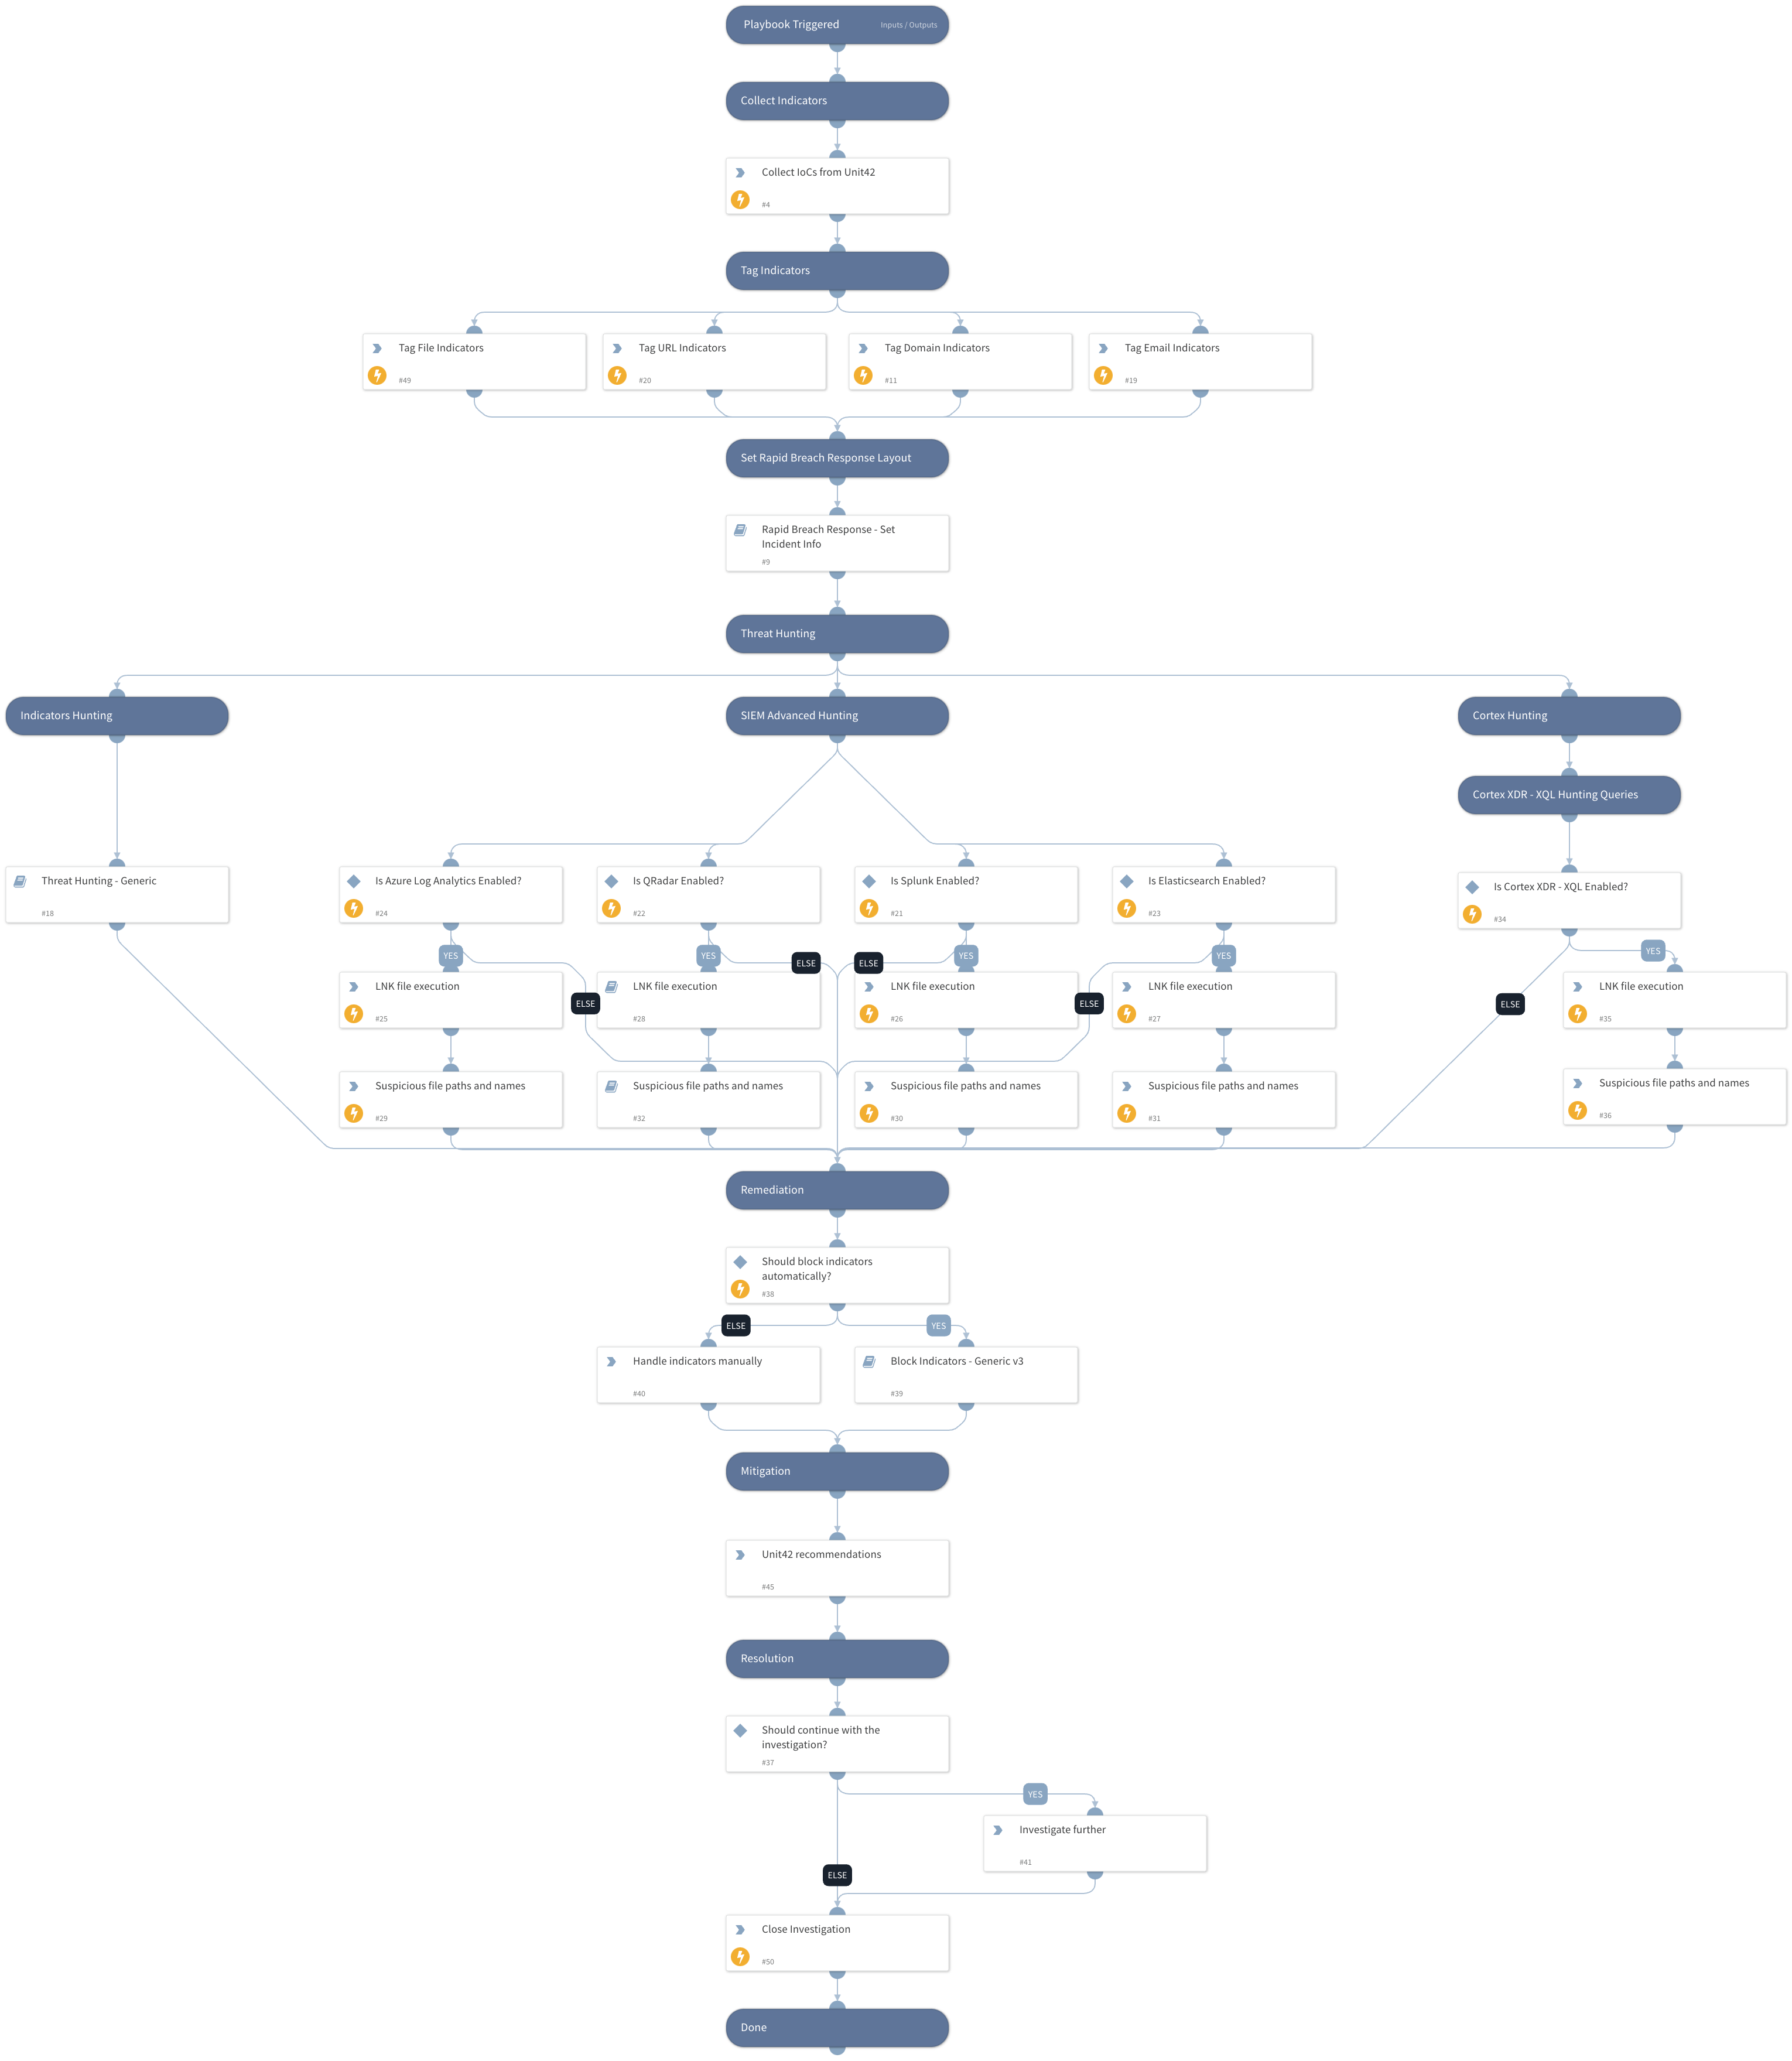 Playbook Triggered
Inputs / Outputs
Collect Indicators
Collect IoCs from Unit42
#4
Tag Indicators
Tag File Indicators
#49
Tag URL Indicators
#20
Tag Domain Indicators
#11
Tag Email Indicators
#19
Set Rapid Breach Response Layout
Rapid Breach Response - Set
Incident Info
#9
Threat Hunting
Indicators Hunting
SIEM Advanced Hunting
Cortex Hunting
Cortex XDR - XQL Hunting Queries
Threat Hunting - Generic
#18
Is Azure Log Analytics Enabled?
#24
Is QRadar Enabled?
#22
Is Splunk Enabled?
#21
Is Elasticsearch Enabled?
#23
Is Cortex XDR - XQL Enabled?
#34
YES
YES
ELSE
ELSE
YES
YES
YES
LNK file execution
#25
ELSE
LNK file execution
#28
LNK file execution
#26
ELSE
LNK file execution
#27
ELSE
LNK file execution
#35
Suspicious file paths and names
#29
Suspicious file paths and names
#32
Suspicious file paths and names
#30
Suspicious file paths and names
#31
Suspicious file paths and names
#36
Remediation
Should block indicators
automatically?
#38
ELSE
YES
Handle indicators manually
#40
Block Indicators - Generic v3
#39
Mitigation
Unit42 recommendations
#45
Resolution
Should continue with the
investigation?
#37
YES
Investigate further
#41
ELSE
Close Investigation
#50
Done